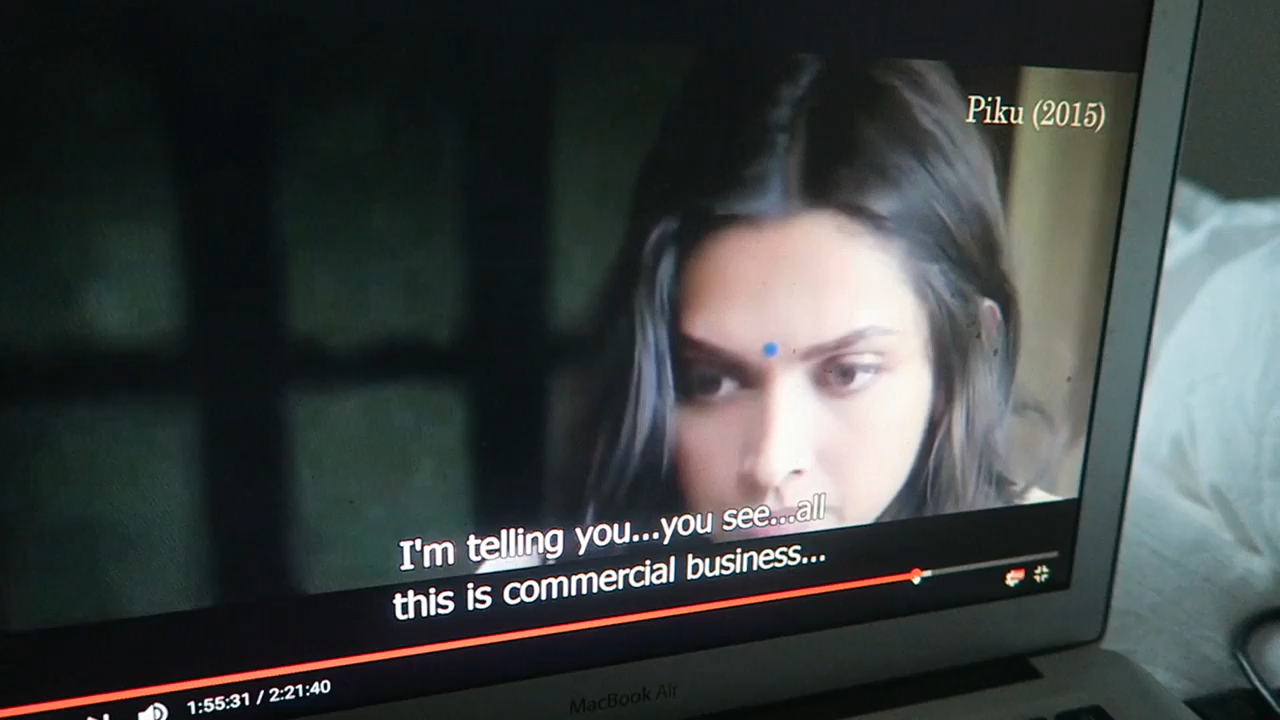 Piku (2015)
I'm telling you...you see...all
this is commercial business...
1:55:31 / 2:21:40
MacBook Air